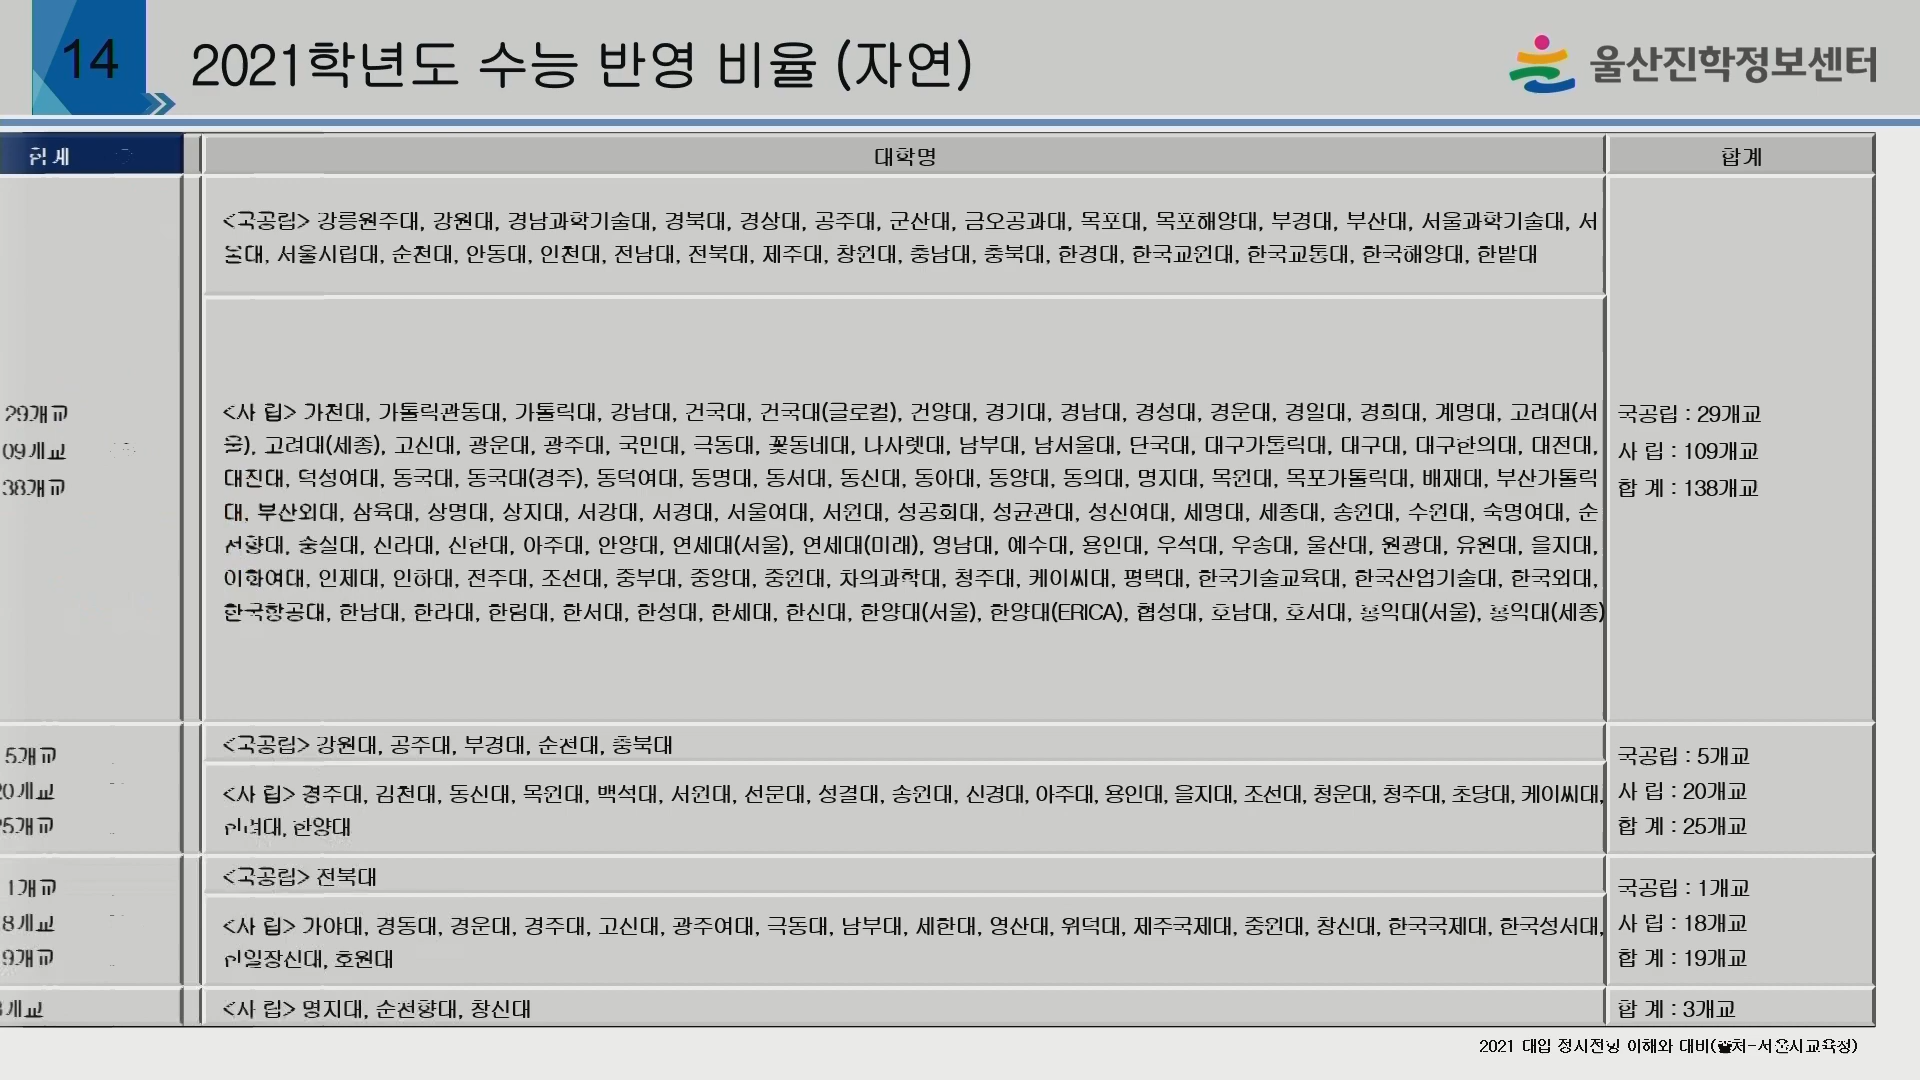 14
2021학년도 수능 반영 비율 (자연)
울산진학정보센터
대학명
합계
<국공립> 강릉원주대, 강원대, 경남과학기술대, 경북대, 경상대, 공주대, 군산대, 금오공과대, 목포대, 목포해양대, 부경대, 부산대, 서울과학기술대, 서
울대, 서울시립대, 순천대, 안동대, 인천대, 전남대, 전북대, 제주대, 창원대, 충남대, 충북대, 한경대, 한국교원대, 한국교통대, 한국해양대, 한밭대
<사 립> 가천대, 가톨릭관동대, 가톨릭대, 강남대, 건국대, 건국대(글로컬), 건양대, 경기대, 경남대, 경성대, 경운대, 경일대, 경희대, 계명대, 고려대(서
울), 고려대(세종), 고신대, 광운대, 광주대, 국민대, 극동대, 꽃동네대, 나사렛대, 남부대, 남서울대, 단국대, 대구가톨릭대, 대구대, 대구한의대, 대전대,
대진대, 덕성여대, 동국대, 동국대(경주), 동덕여대, 동명대, 동서대, 동신대, 동아대, 동양대, 동의대, 명지대, 목원대, 목포가톨릭대, 배재대, 부산가톨릭
대, 부산외대, 삼육대, 상명대, 상지대, 서강대, 서경대, 서울여대, 서원대, 성공회대, 성균관대, 성신여대, 세명대, 세종대, 송원대, 수원대, 숙명여대, 순
천향대, 숭실대, 신라대, 신한대, 아주대, 안양대, 연세대(서울), 연세대(미래), 영남대, 예수대, 용인대, 우석대, 우송대, 울산대, 원광대, 유원대, 을지대,
이화여대, 인제대, 인하대, 전주대, 조선대, 중부대, 중앙대, 중원대, 차의과학대, 청주대, 케이씨대, 평택대, 한국기술교육대, 한국산업기술대, 한국외대,
한국항공대, 한남대, 한라대, 한림대, 한서대, 한성대, 한세대, 한신대, 한양대(서울), 한양대(ERICA), 협성대, 호남대, 호서대, 홍익대(서울), 홍익대(세종)
29개교
09개교
38개교
국공립 : 29개교
사 립 : 109개교
합 계 : 138개교
<국공립> 강원대, 공주대, 부경대, 순천대, 충북대
<사 립> 경주대, 김천대, 동신대, 목원대, 백석대, 서원대, 선문대, 성결대, 송원대, 신경대, 아주대, 용인대, 을지대, 조선대, 청운대, 청주대, 초당대, 케이씨대,
한양대
5개교
20개교
25개교
국공립 : 5개교
사 립 : 20개교
합 계 : 25개교
<국공립> 전북대
<사 립> 가야대, 경동대, 경운대, 경주대, 고신대, 광주여대, 극동대, 남부대, 세한대, 영산대, 위덕대, 제주국제대, 중원대, 창신대, 한국국제대, 한국성서대,
한일장신대, 호원대
1개교
8개교
9개교
국공립 : 1개교
사 립 : 18개교
합 계 : 19개교
<사 립> 명지대, 순천향대, 창신대
합 계 : 3개교
2021 대입 정시전형 이해와 대비(출처-서울시교육청)